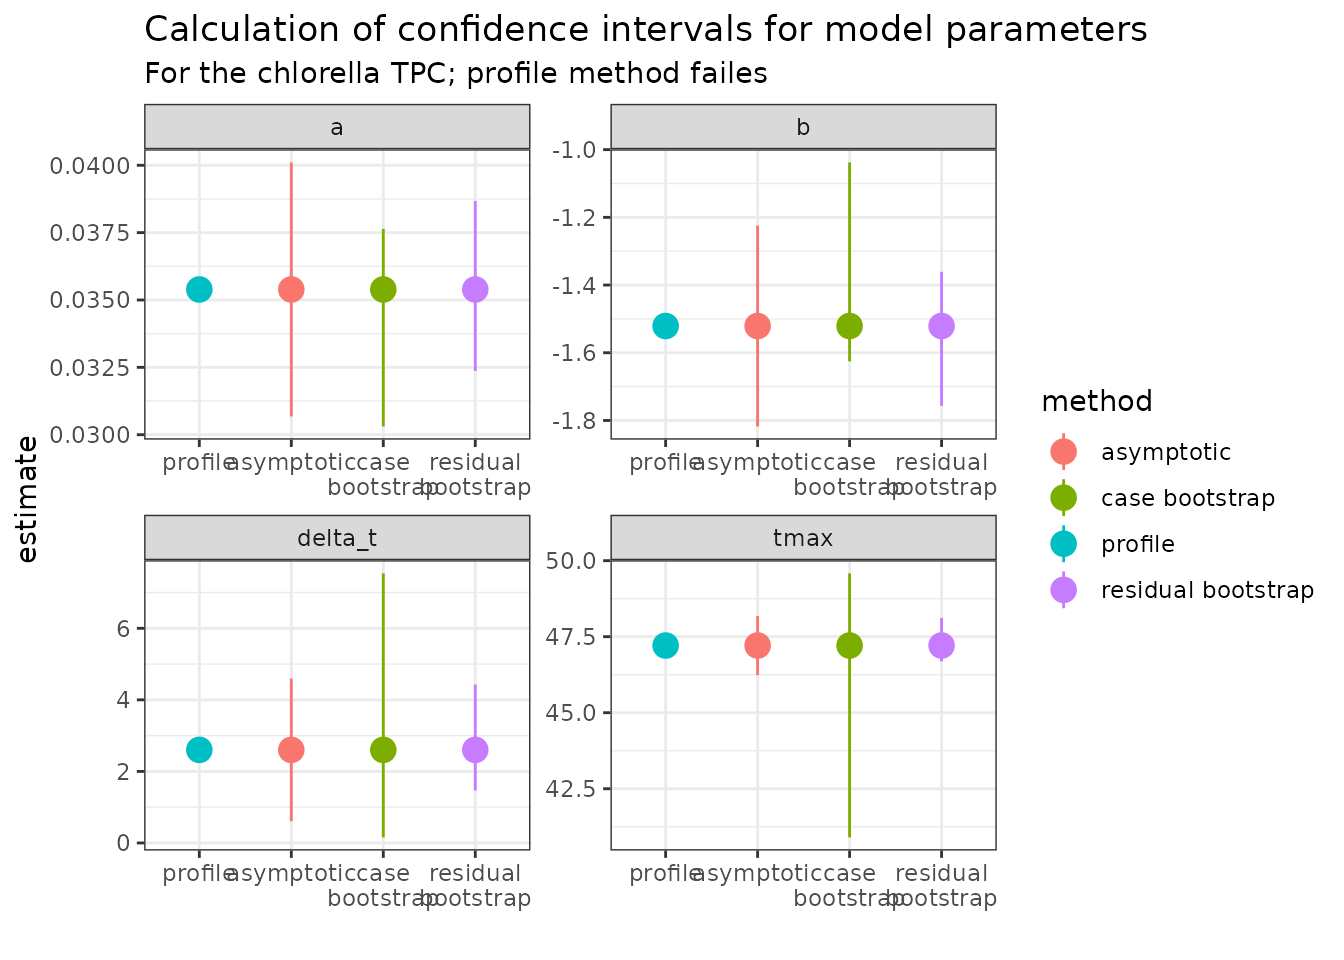 Calculation of confidence intervals for model parameters
For the chlorella TPC; profile method failes
a
b
0.0400
0.0375
0.0350
0.0325
0.0300
-1.0
-1.2
-1.4
-1.6
-1.8
profile
asymptotic
case bootstrap
residual bootstrap
profile
asymptotic
case bootstrap
residual bootstrap
estimate
delta_t
tmax
6
4
2
0
50.0
47.5
45.0
42.5
profile
asymptotic
case bootstrap
residual bootstrap
profile
asymptotic
case bootstrap
residual bootstrap
method
asymptotic
case bootstrap
profile
residual bootstrap